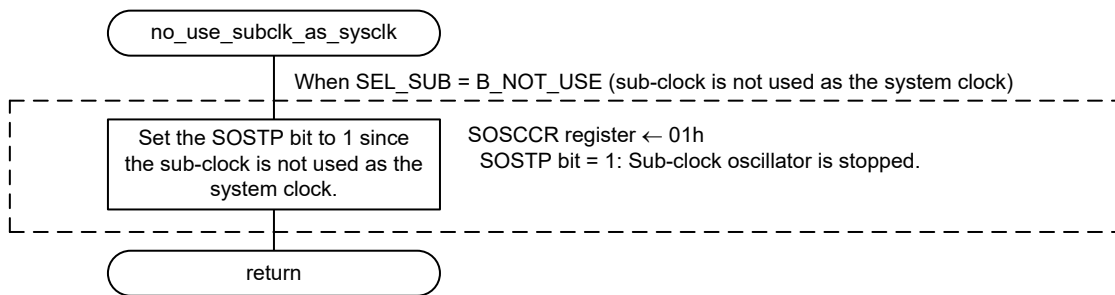 no_use_subclk_as_sysclk
When SEL_SUB = B_NOT_USE (sub-clock is not used as the system clock)
Set the SOSTP bit to 1 since
the sub-clock is not used as the
system clock.
SOSCCR register ← 01h
SOSTP bit = 1: Sub-clock oscillator is stopped.
return